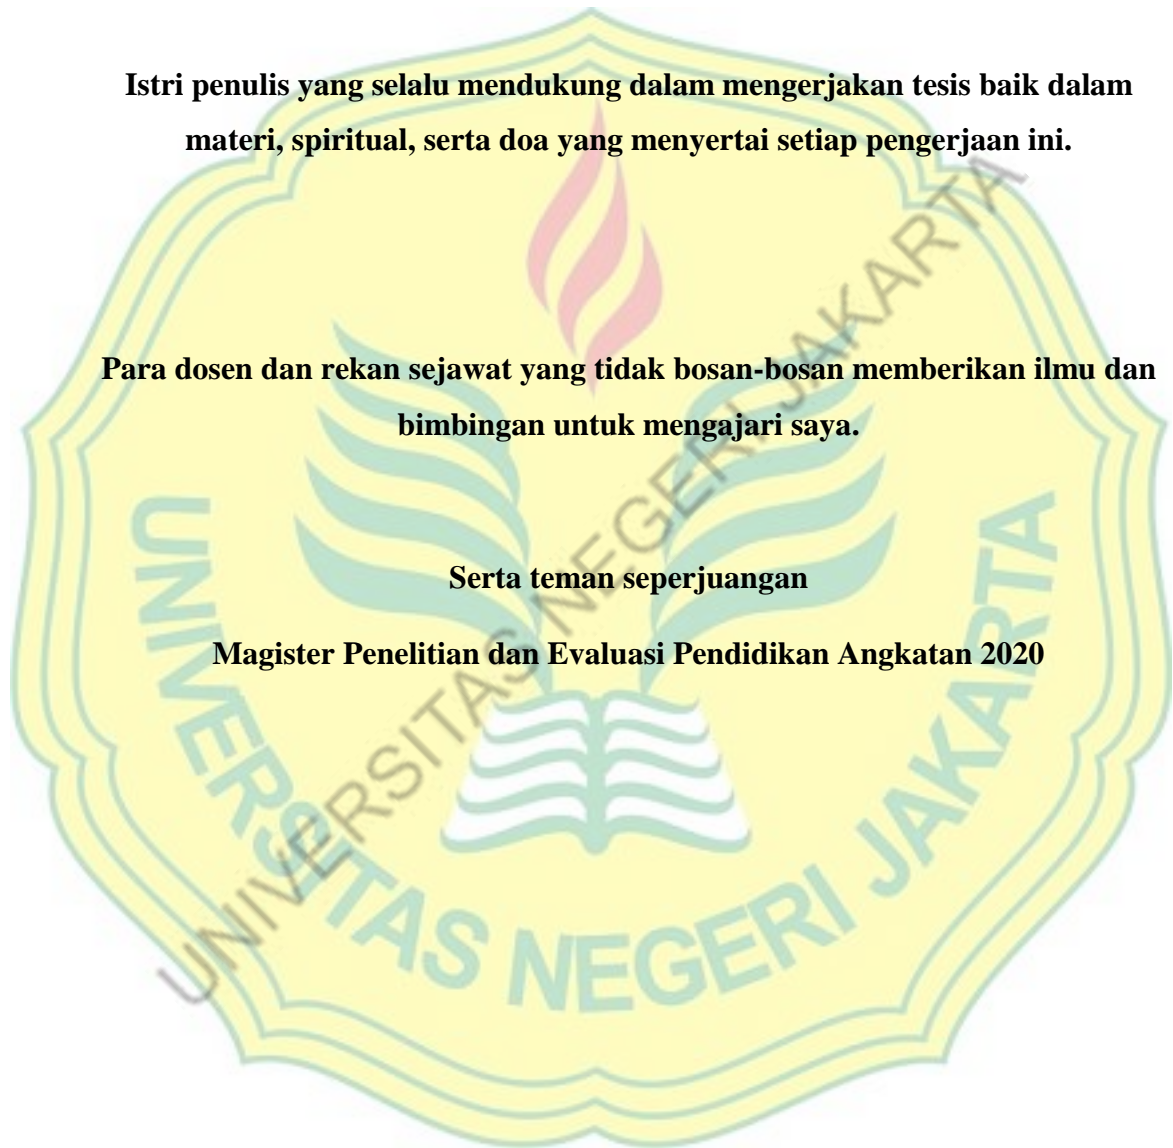 Istri penulis yang selalu mendukung dalam mengerjakan tesis baik dalam
materi, spiritual, serta doa yang menyertai setiap pengerjaan ini.
Para dosen dan rekan sejawat yang tidak bosan-bosan memberikan ilmu dan
bimbingan untuk mengajari saya.
Serta teman seperjuangan
Magister Penelitian dan Evaluasi Pendidikan Angkatan 2020
UNIVERSITAS NEGERI JAKARTA
UNIVERSITAS NEGERI JAKARTA